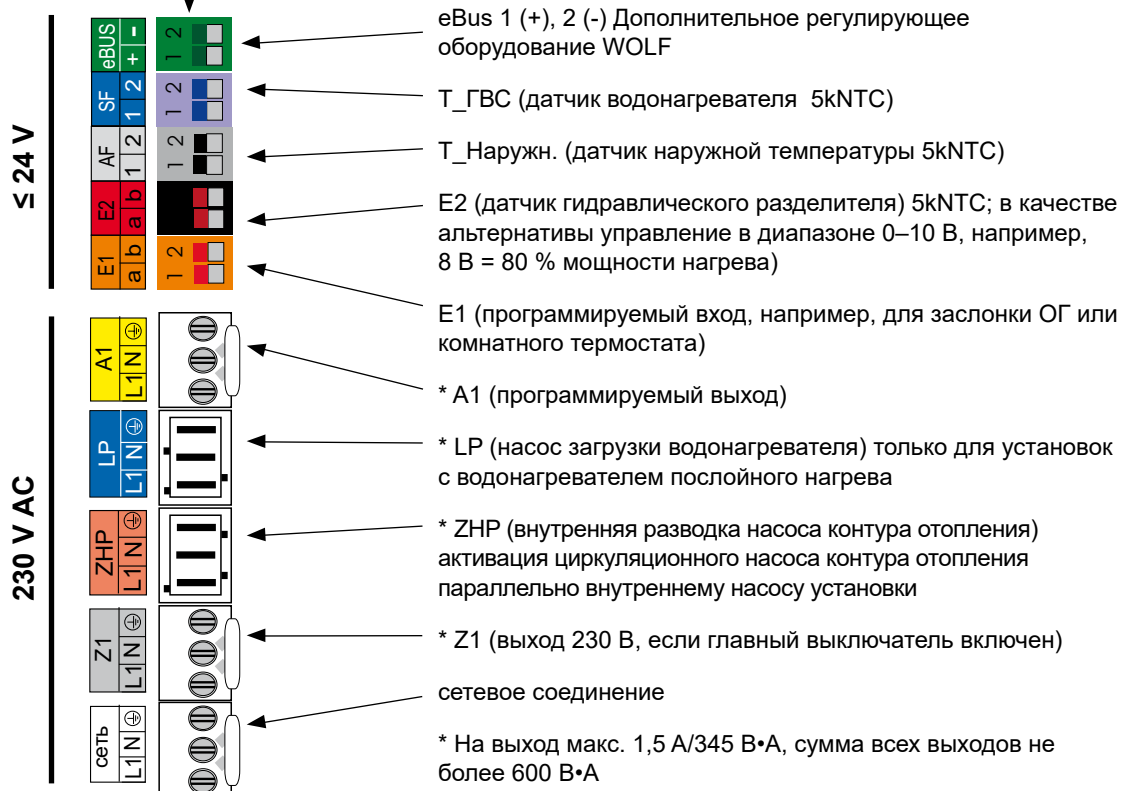 ≤ 24 V
eBUS + -
1 2
eBus 1 (+), 2 (-) Дополнительное регулирующее
оборудование WOLF
SF 1 2
1 2
Т_ГВС (датчик водонагревателя 5kNTC)
AF 1 2
1 2
Т_Наружн. (датчик наружной температуры 5kNTC)
E2 a b
E2 (датчик гидравлического разделителя) 5kNTC; в качестве
альтернативы управление в диапазоне 0–10 В, например,
8 В = 80 % мощности нагрева)
E1 a b
1 2
E1 (программируемый вход, например, для заслонки ОГ или
комнатного термостата)
230 V AC
A1 L1 N
* A1 (программируемый выход)
LP L1 N
* LP (насос загрузки водонагревателя) только для установок
с водонагревателем послойного нагрева
ZHP L1 N
* ZHP (внутренняя разводка насоса контура отопления)
активация циркуляционного насоса контура отопления
параллельно внутреннему насосу установки
Z1 L1 N
* Z1 (выход 230 В, если главный выключатель включен)
сеть L1 N
сетевое соединение
* На выход макс. 1,5 А/345 В•А, сумма всех выходов не
более 600 В•А